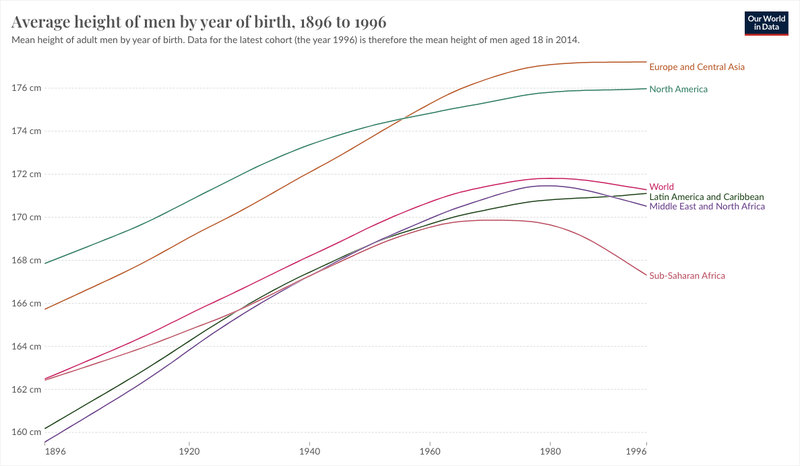 Average height of men by year of birth, 1896 to 1996
Our World
in Data
Mean height of adult men by year of birth. Data for the latest cohort (the year 1996) is therefore the mean height of men aged 18 in 2014.
176 cm
174 cm
172 cm
170 cm
168 cm
166 cm
164 cm
162 cm
160 cm
Europe and Central Asia
North America
World
Latin America and Caribbean
Middle East and North Africa
Sub-Saharan Africa
1896
1920
1940
1960
1980
1996